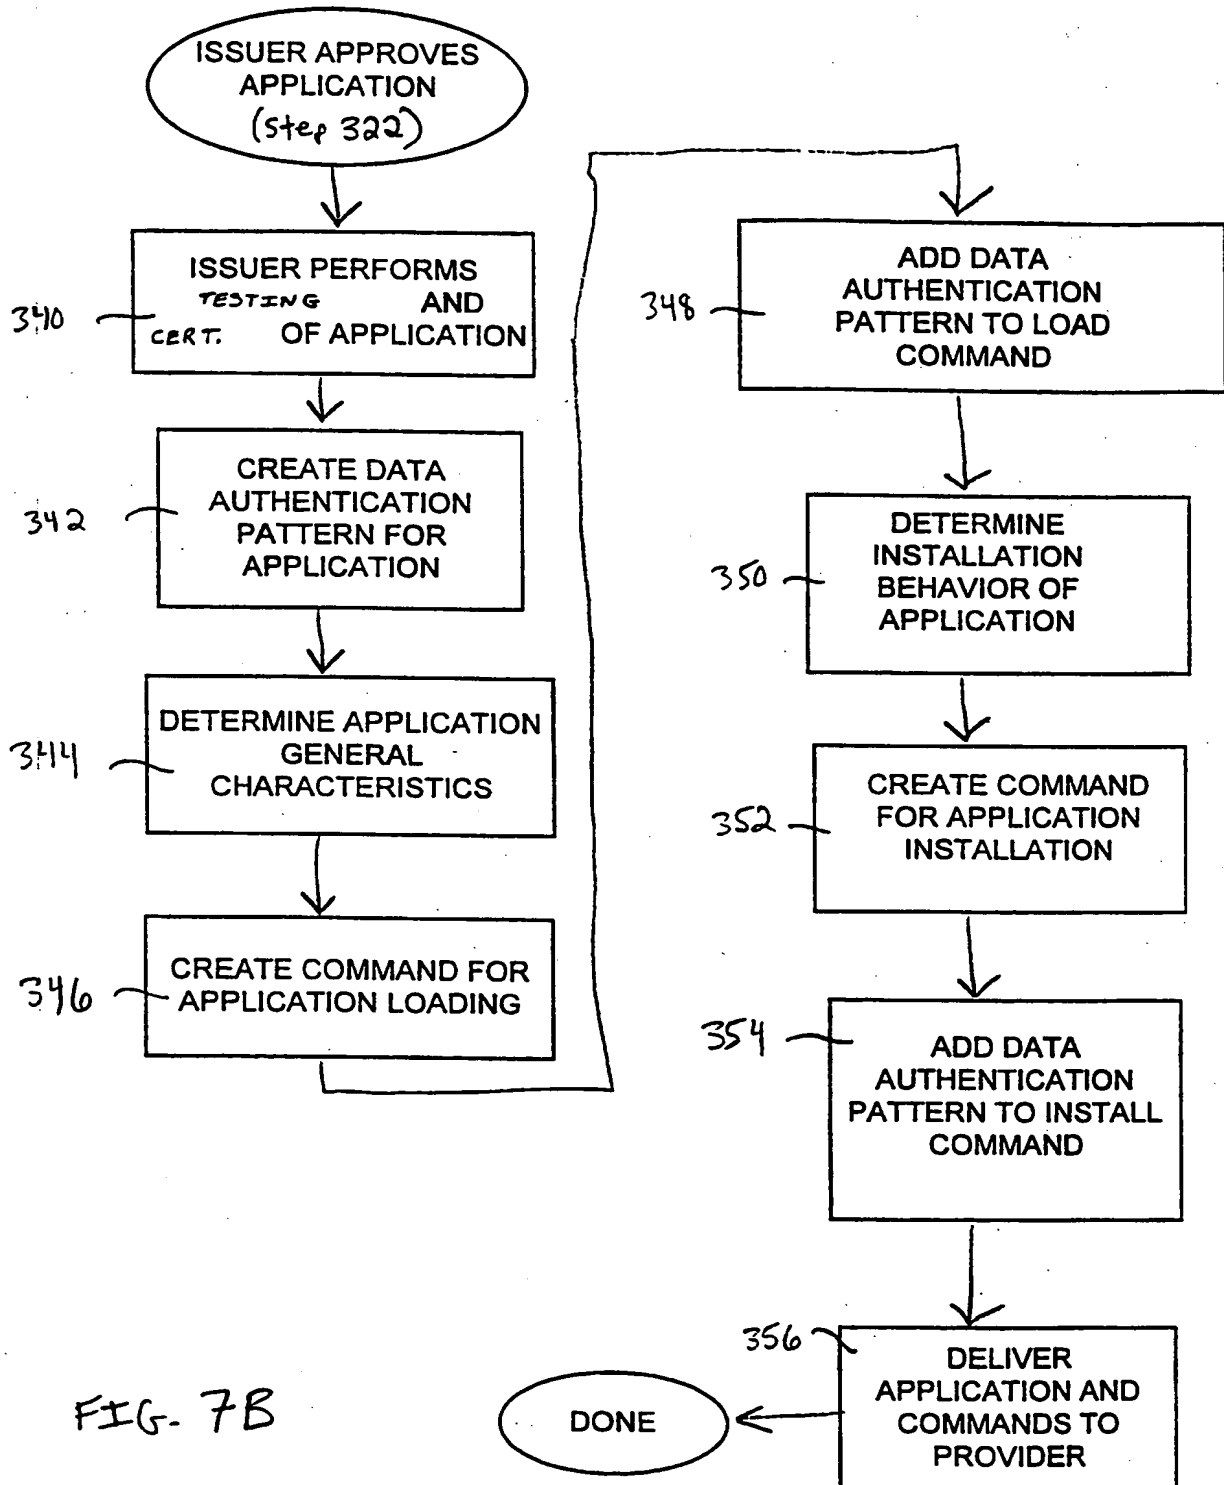 ISSUER APPROVES
APPLICATION
(step 322)
ISSUER PERFORMS
TESTING AND
CERT. OF APPLICATION
340
CREATE DATA
AUTHENTICATION
PATTERN FOR
APPLICATION
342
DETERMINE APPLICATION
GENERAL
CHARACTERISTICS
344
CREATE COMMAND FOR
APPLICATION LOADING
346
ADD DATA
AUTHENTICATION
PATTERN TO LOAD
COMMAND
348
DETERMINE
INSTALLATION
BEHAVIOR OF
APPLICATION
350
CREATE COMMAND
FOR APPLICATION
INSTALLATION
352
ADD DATA
AUTHENTICATION
PATTERN TO INSTALL
COMMAND
354
DELIVER
APPLICATION AND
COMMANDS TO
PROVIDER
356
DONE
FIG. 7B